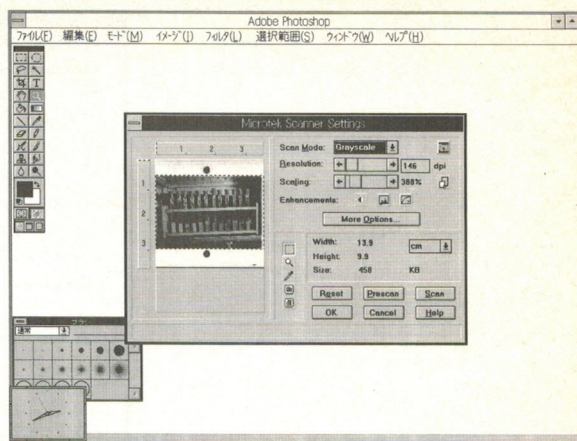 Adobe Photoshop
ファイル(F) 編集(E) モード(M) イメージ(I) フィルタ(L) 選択範囲(S) ウィンドウ(W) ヘルプ(H)
Microtek Scanner Settings
1 2 3
1
2
3
Scan Mode: Grayscale
Resolution: 146 dpi
Scaling: 388%
Enhancements:
More Options...
Width: 13.9 cm
Height: 9.9
Size: 458 KB
Reset Prescan Scan
OK Cancel Help
通常